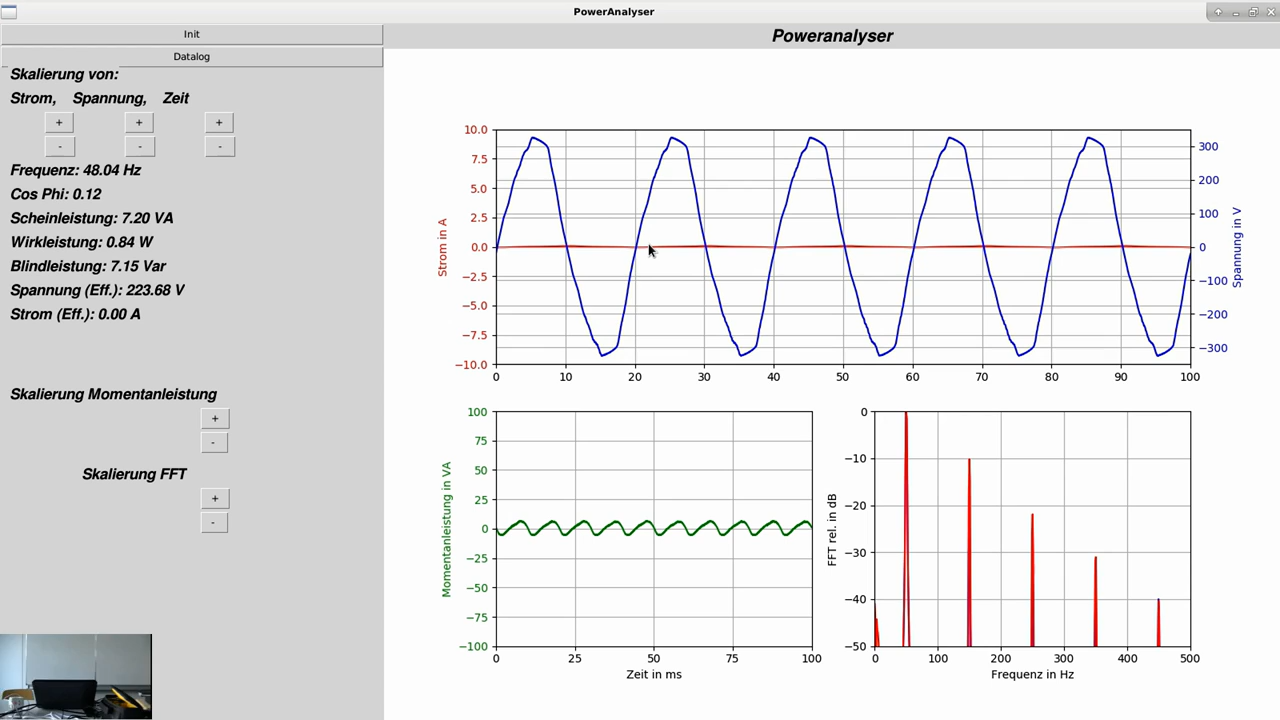 PowerAnalyser
Init
Datalog
Poweranalyser
Skalierung von:
Strom, Spannung, Zeit
+ + +
- - -
Frequenz: 48.04 Hz
Cos Phi: 0.12
Scheinleistung: 7.20 VA
Wirkleistung: 0.84 W
Blindleistung: 7.15 Var
Spannung (Eff.): 223.68 V
Strom (Eff.): 0.00 A
Skalierung Momentanleistung
+
-
Skalierung FFT
+
-
Strom in A
10.0
7.5
5.0
2.5
0.0
−2.5
−5.0
−7.5
−10.0
0 10 20 30 40 50 60 70 80 90 100
300
200
100
0
−100
−200
−300
Spannung in V
Momentanleistung in VA
100
75
50
25
0
−25
−50
−75
−100
0 25 50 75 100
Zeit in ms
FFT rel. in dB
0
−10
−20
−30
−40
−50
0 100 200 300 400 500
Frequenz in Hz